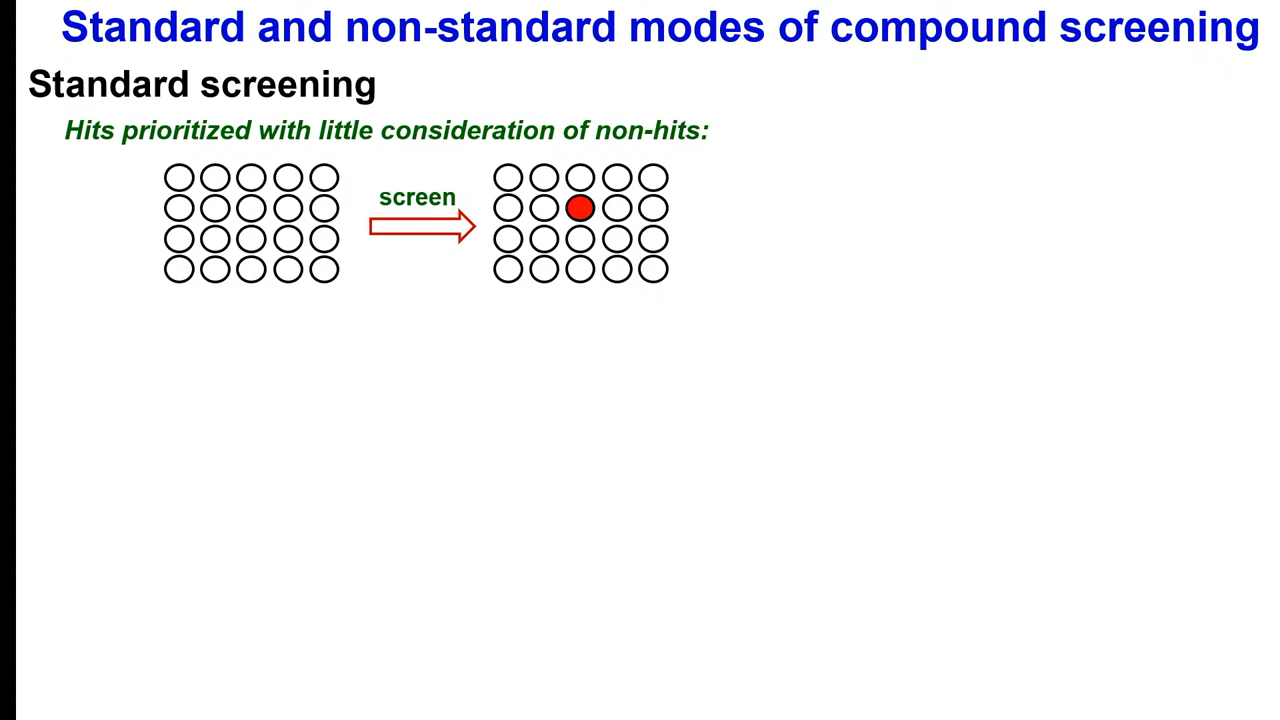 Standard and non-standard modes of compound screening
Standard screening
Hits prioritized with little consideration of non-hits:
screen